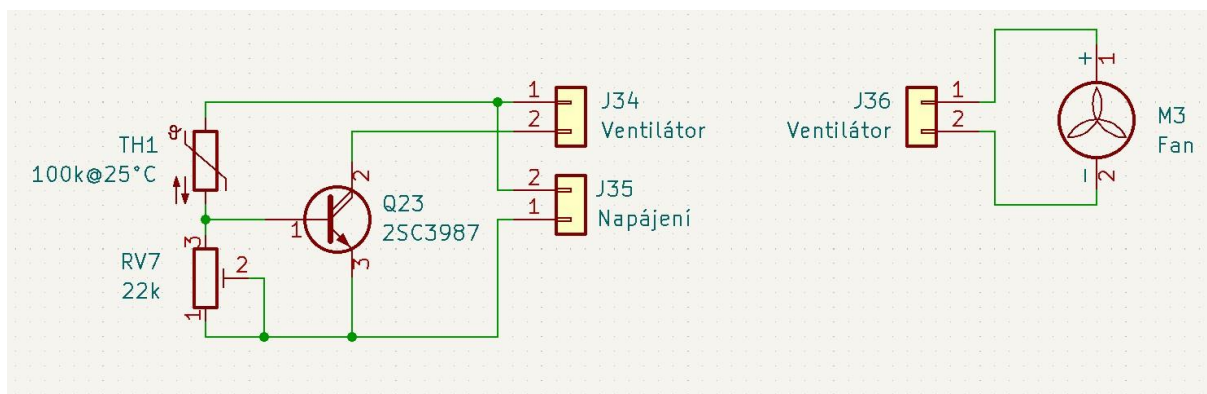 TH1
100k@25°C
RV7
22k
3
2
1
1
2
3
Q23
2SC3987
1
2
J34
Ventilátor
2
1
J35
Napájení
J36
Ventilátor
1
2
+
1
M3
Fan
-
2